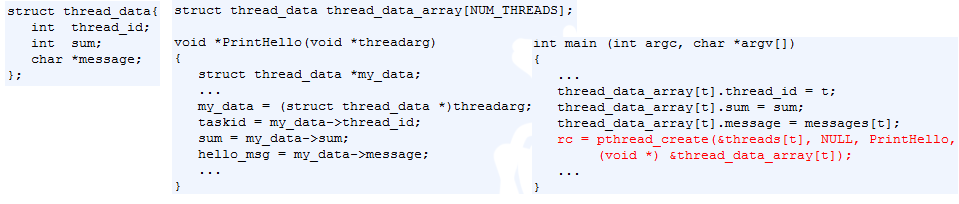 struct thread_data{
   int  thread_id;
   int  sum;
   char *message;
};
struct thread_data thread_data_array[NUM_THREADS];

void *PrintHello(void *threadarg)
{
   struct thread_data *my_data;
   ...
   my_data = (struct thread_data *)threadarg;
   taskid = my_data->thread_id;
   sum = my_data->sum;
   hello_msg = my_data->message;
   ...
}
int main (int argc, char *argv[])
{
   ...
   thread_data_array[t].thread_id = t;
   thread_data_array[t].sum = sum;
   thread_data_array[t].message = messages[t];
   rc = pthread_create(&threads[t], NULL, PrintHello,
        (void *) &thread_data_array[t]);
   ...
}